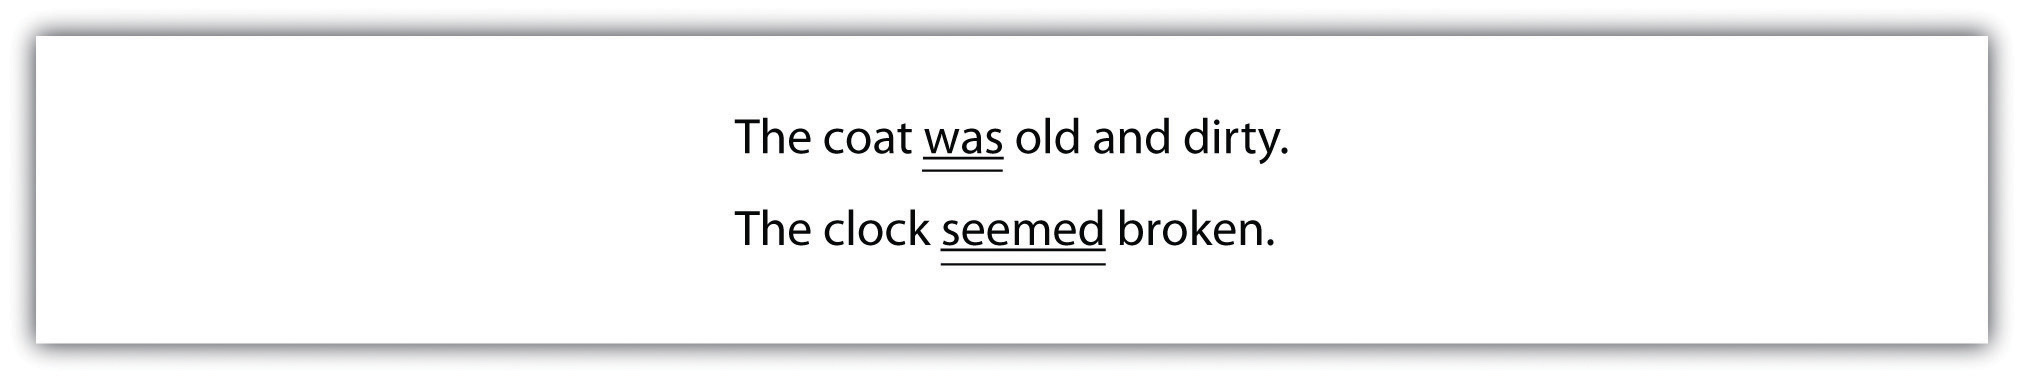 The coat was old and dirty.
The clock seemed broken.